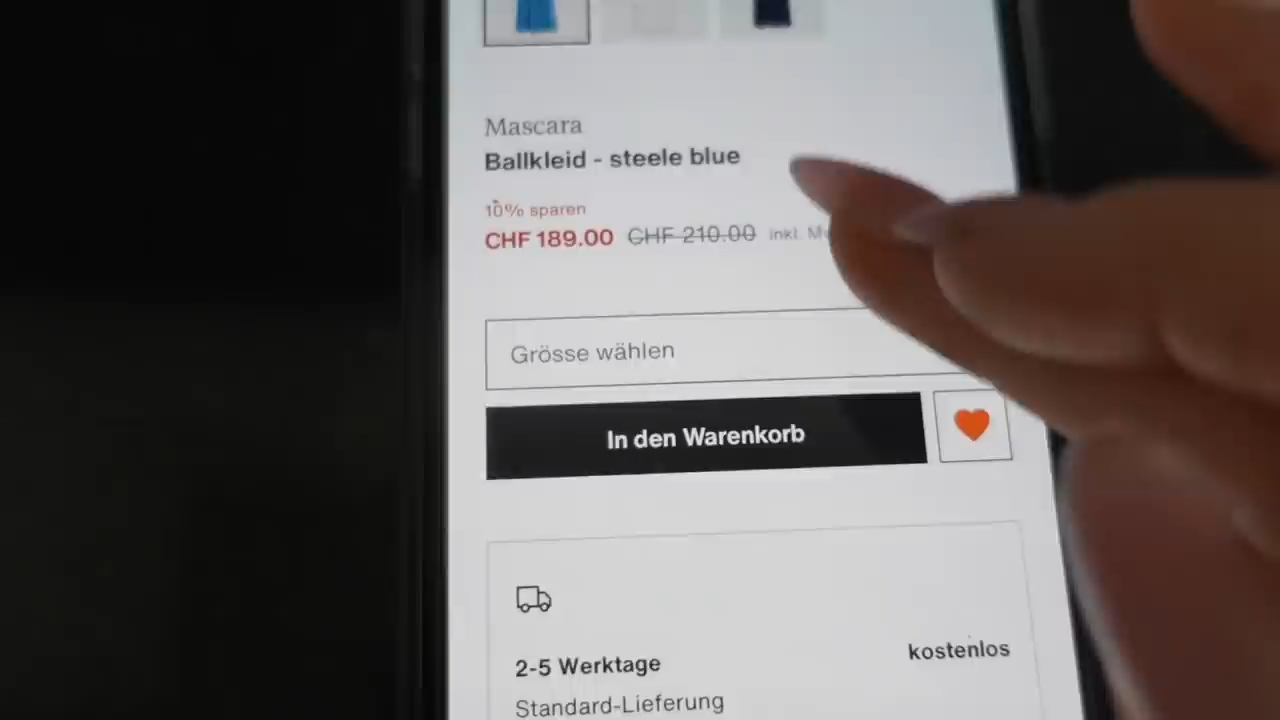 Mascara
Ballkleid - steele blue
10% sparen
CHF 189.00 CHF 210.00 inkl.
Grösse wählen
In den Warenkorb
2-5 Werktage kostenlos
Standard-Lieferung